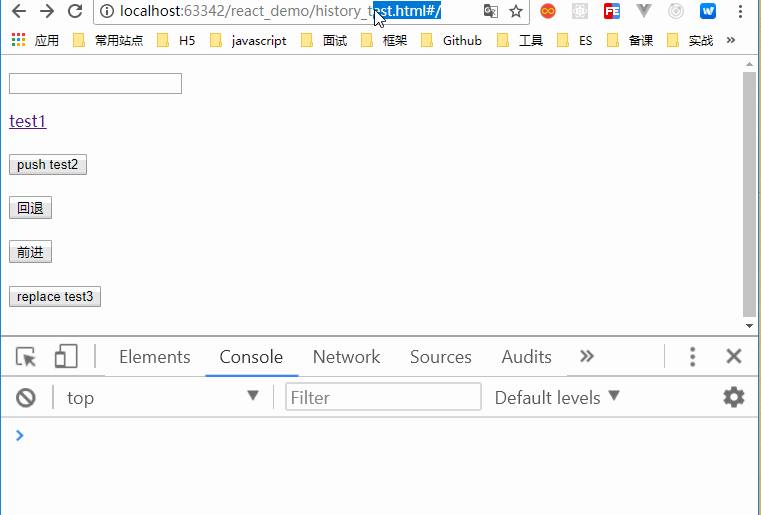 localhost:63342/react_demo/history_test.html#/
应用 常用站点 H5 javascript 面试 框架 Github 工具 ES 备课 实战 »
test1
push test2
回退
前进
replace test3
Elements Console Network Sources Audits »
top Filter Default levels